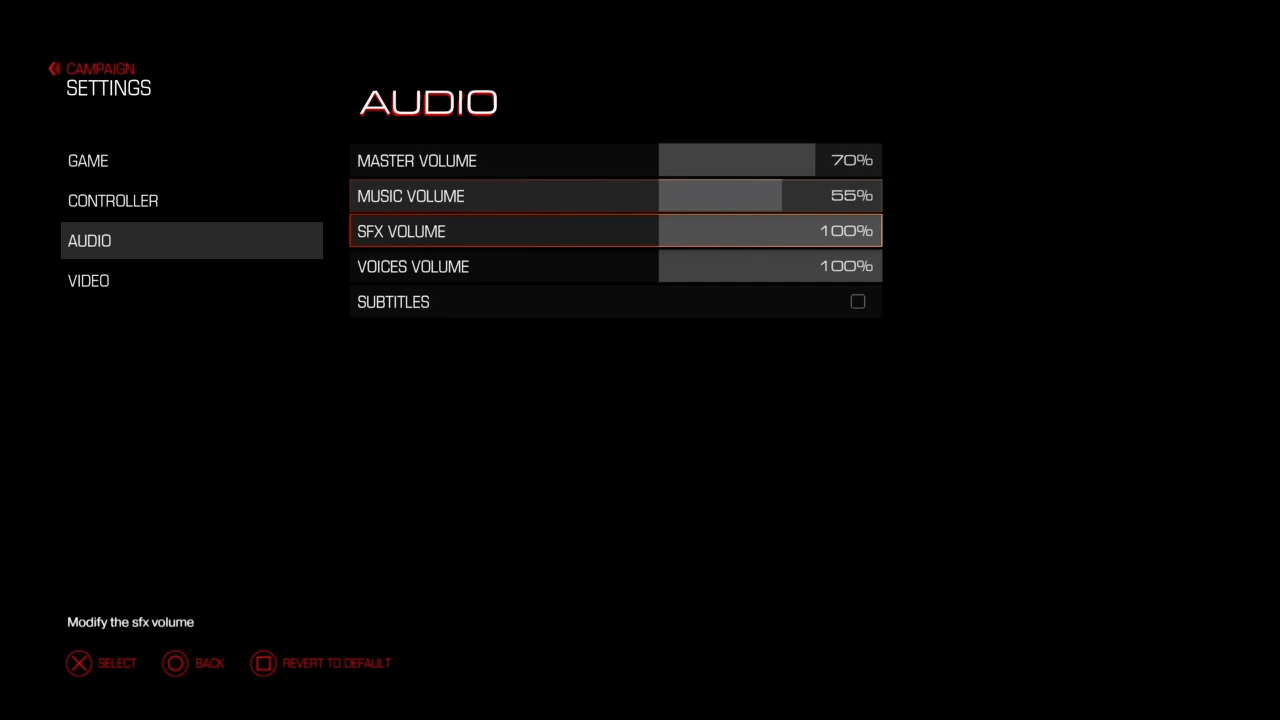 CAMPAIGN
SETTINGS
AUDIO
GAME
CONTROLLER
AUDIO
VIDEO
MASTER VOLUME 70%
MUSIC VOLUME 55%
SFX VOLUME 100%
VOICES VOLUME 100%
SUBTITLES
Modify the sfx volume
SELECT BACK REVERT TO DEFAULT